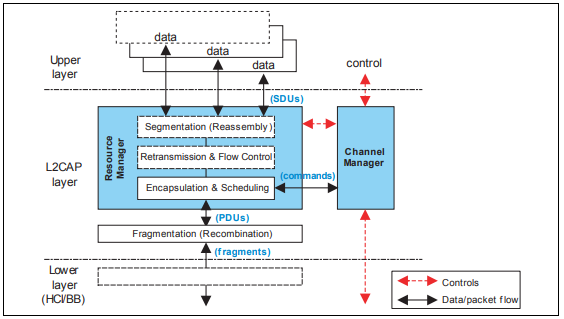 data
data
data
Upper
layer
control
(SDUs)
Segmentation (Reassembly)
Retransmission & Flow Control
Encapsulation & Scheduling
Resource
Manager
Channel
Manager
L2CAP
layer
(commands)
(PDUs)
Fragmentation (Recombination)
(fragments)
Lower
layer
(HCI/BB)
Controls
Data/packet flow